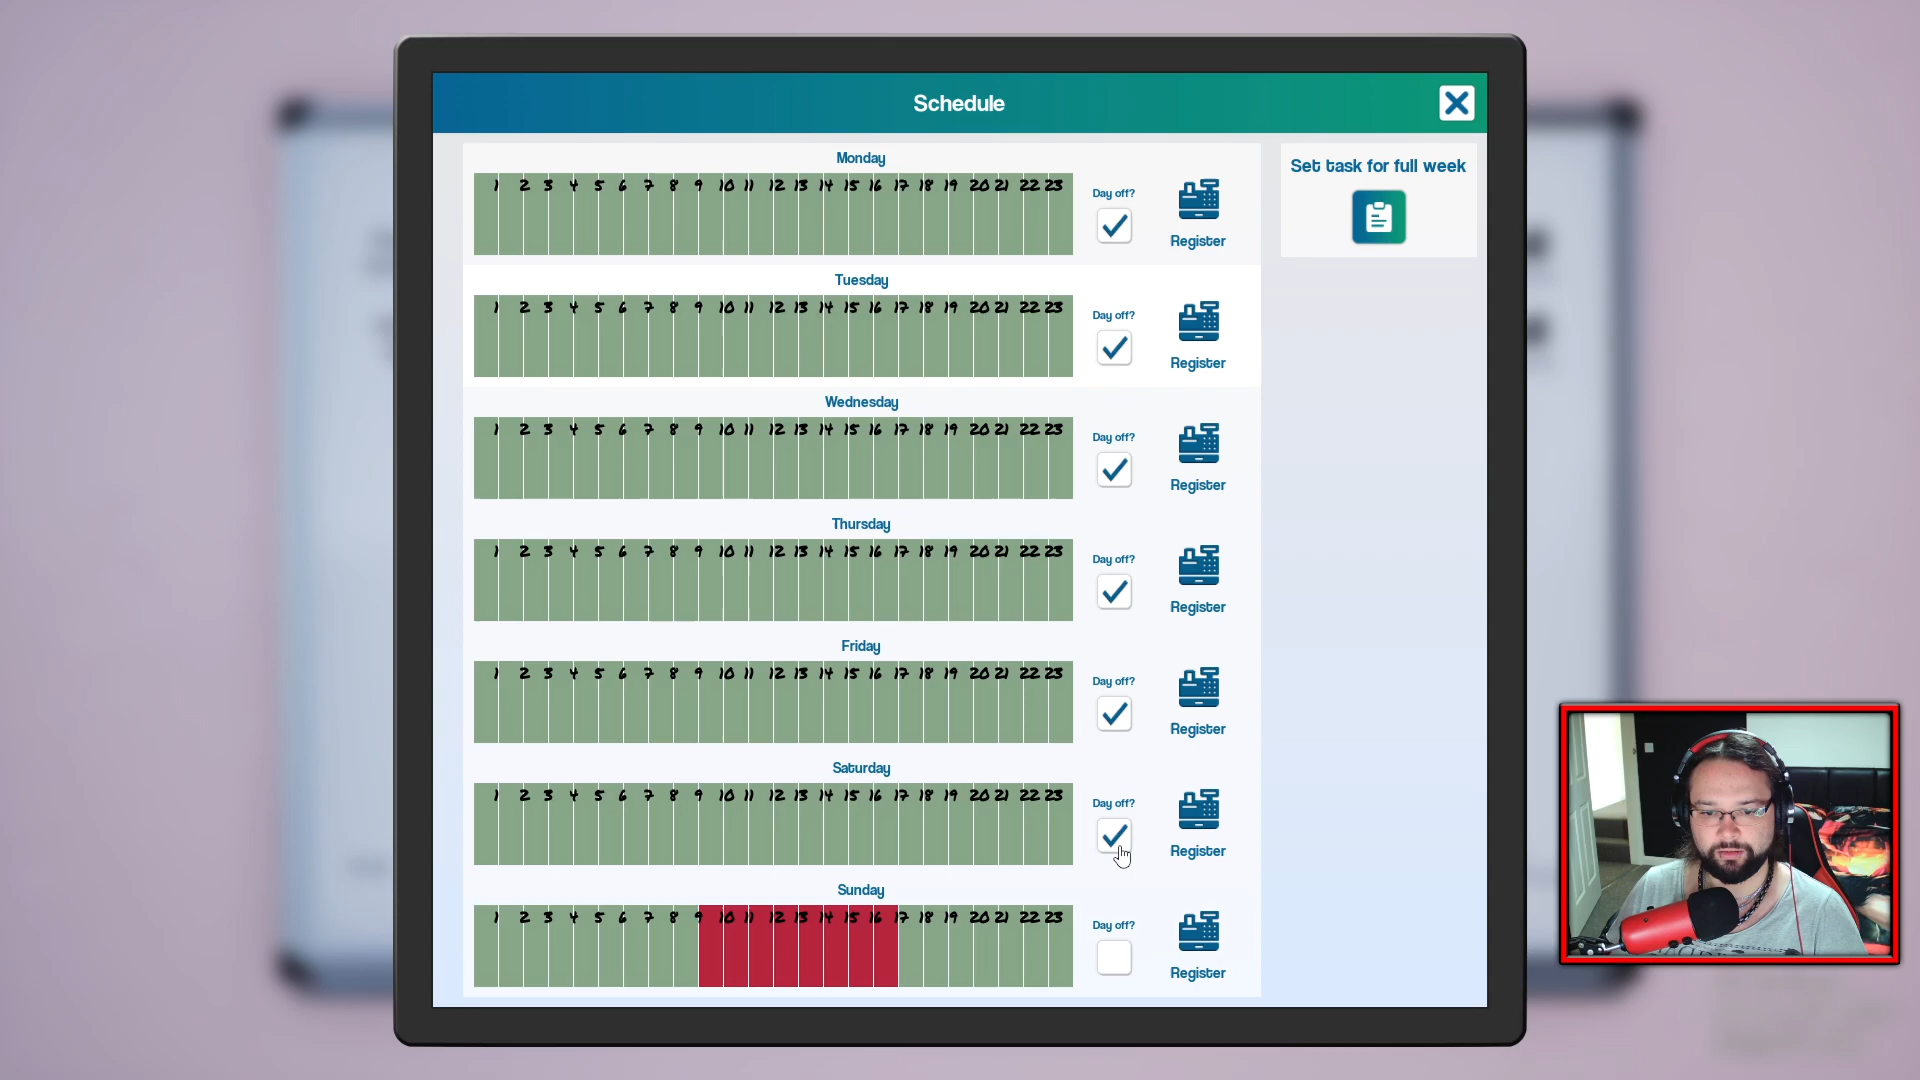 Schedule
Set task for full week
Monday
1 2 3 4 5 6 7 8 9 10 11 12 13 14 15 16 17 18 19 20 21 22 23
Day off?
Register
Tuesday
1 2 3 4 5 6 7 8 9 10 11 12 13 14 15 16 17 18 19 20 21 22 23
Day off?
Register
Wednesday
1 2 3 4 5 6 7 8 9 10 11 12 13 14 15 16 17 18 19 20 21 22 23
Day off?
Register
Thursday
1 2 3 4 5 6 7 8 9 10 11 12 13 14 15 16 17 18 19 20 21 22 23
Day off?
Register
Friday
1 2 3 4 5 6 7 8 9 10 11 12 13 14 15 16 17 18 19 20 21 22 23
Day off?
Register
Saturday
1 2 3 4 5 6 7 8 9 10 11 12 13 14 15 16 17 18 19 20 21 22 23
Day off?
Register
Sunday
1 2 3 4 5 6 7 8 9 10 11 12 13 14 15 16 17 18 19 20 21 22 23
Day off?
Register